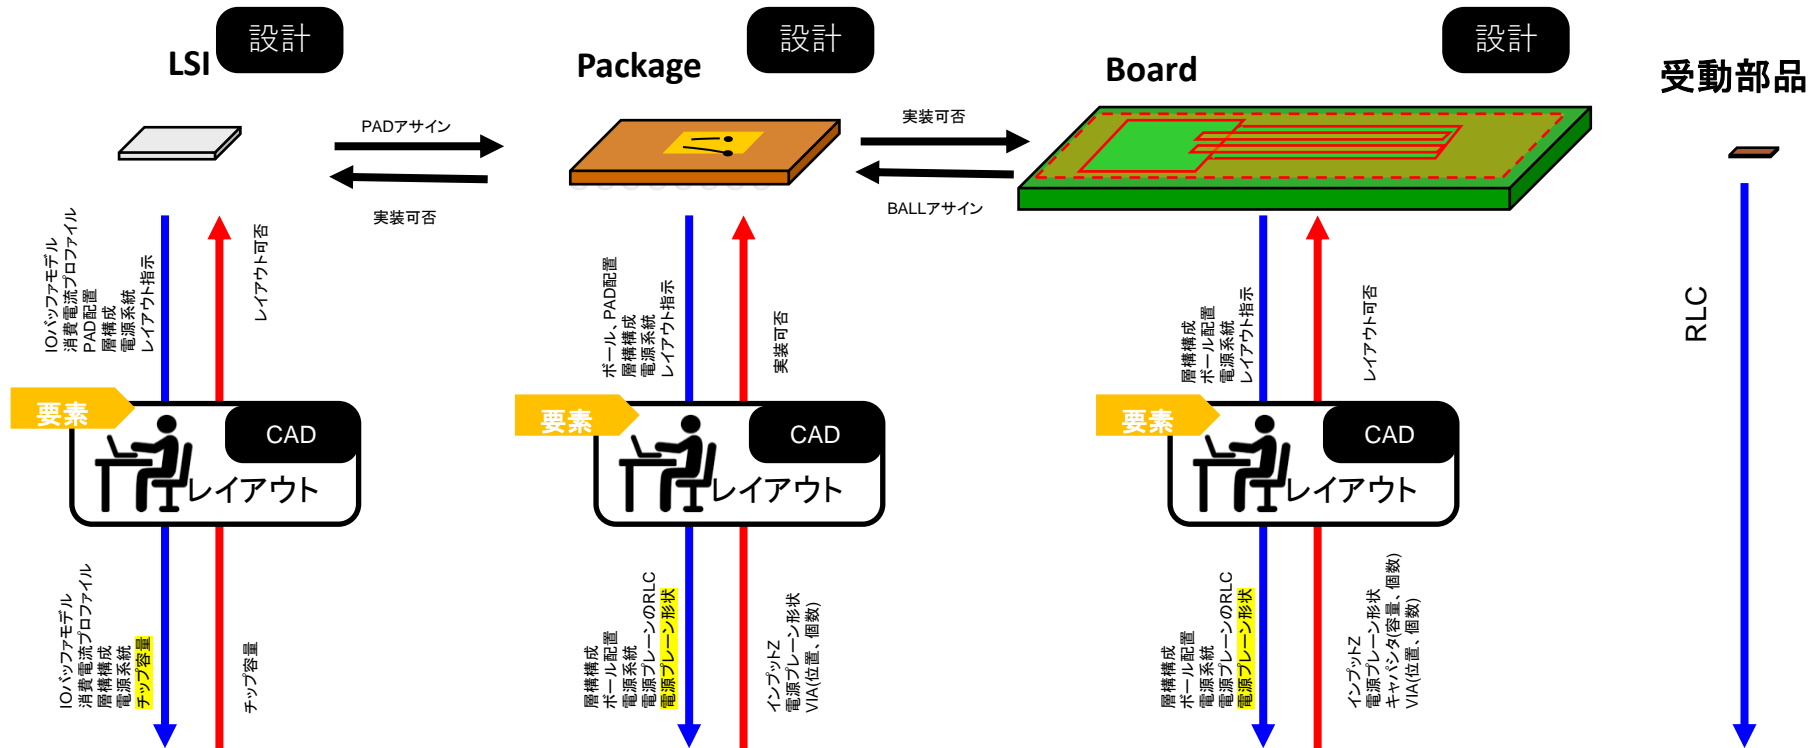 設計
LSI
設計
Package
設計
Board
受動部品
PADアサイン
実装可否
実装可否
BALLアサイン
IOバッファモデル
消費電流プロファイル
PAD配置
層構成
電源系統
レイアウト指示
レイアウト可否
ボール、PAD配置
層構構成
電源系統
レイアウト指示
実装可否
層構構成
ボール配置
電源系統
レイアウト指示
レイアウト可否
RLC
要素
CAD
レイアウト
要素
CAD
レイアウト
要素
CAD
レイアウト
IOバッファモデル
消費電流プロファイル
層構構成
電源系統
チップ容量
チップ容量
層構構成
ボール配置
電源系統
電源プレーンのRLC
電源プレーン形状
インプットZ
電源プレーン形状
VIA(位置、個数)
層構構成
ボール配置
電源系統
電源プレーンのRLC
電源プレーン形状
インプットZ
電源プレーン形状
キャパシタ(容量、個数)
VIA(位置、個数)